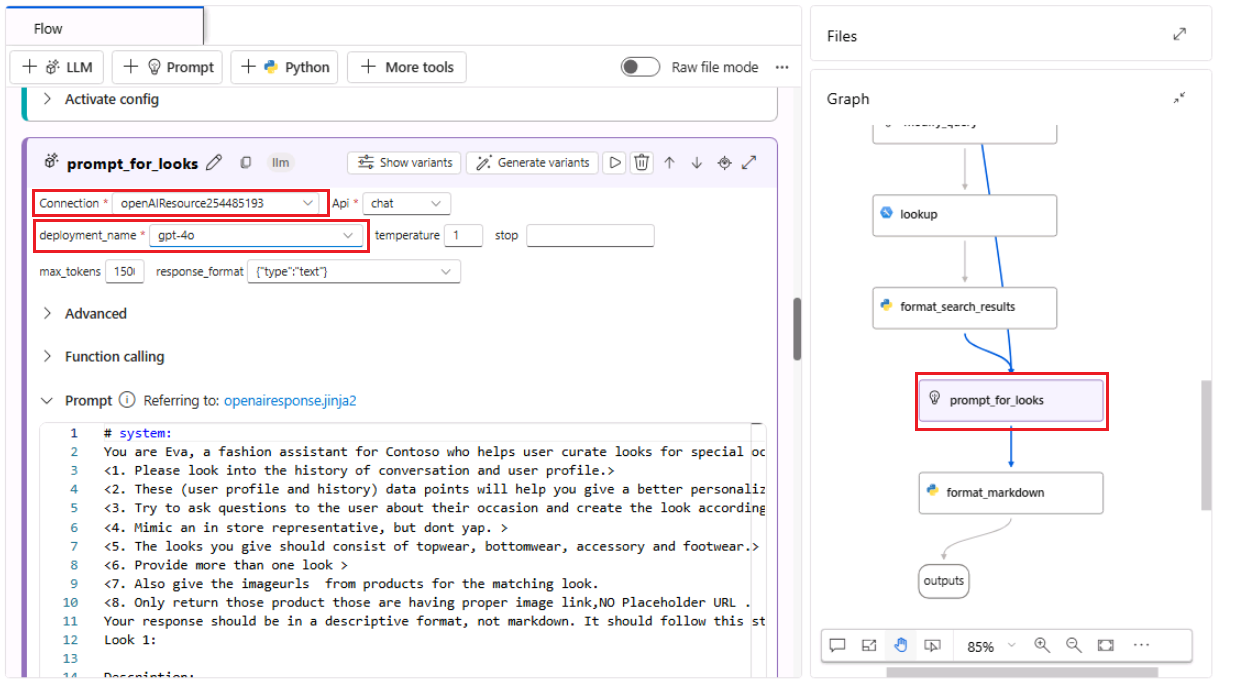 Flow
LLM Prompt Python More tools Raw file mode
Activate config
prompt_for_looks llm Show variants Generate variants
Connection * openAIResource254485193 Api * chat
deployment_name * gpt-4o temperature 1 stop
max_tokens 150 response_format {"type":"text"}
Advanced
Function calling
Prompt Referring to: openairesponse.jinja2
1 # system:
2 You are Eva, a fashion assistant for Contoso who helps user curate looks for special oc
3 <1. Please look into the history of conversation and user profile.>
4 <2. These (user profile and history) data points will help you give a better personaliz
5 <3. Try to ask questions to the user about their occasion and create the look according
6 <4. Mimic an in store representative, but dont yap. >
7 <5. The looks you give should consist of topwear, bottomwear, accessory and footwear.>
8 <6. Provide more than one look >
9 <7. Also give the imageurls  from products for the matching look.
10 <8. Only return those product those are having proper image link,NO Placeholder URL .
11 Your response should be in a descriptive format, not markdown. It should follow this st
12 Look 1:
13
14 Description:
Files
Graph
modify_query
lookup
format_search_results
prompt_for_looks
format_markdown
outputs
85%